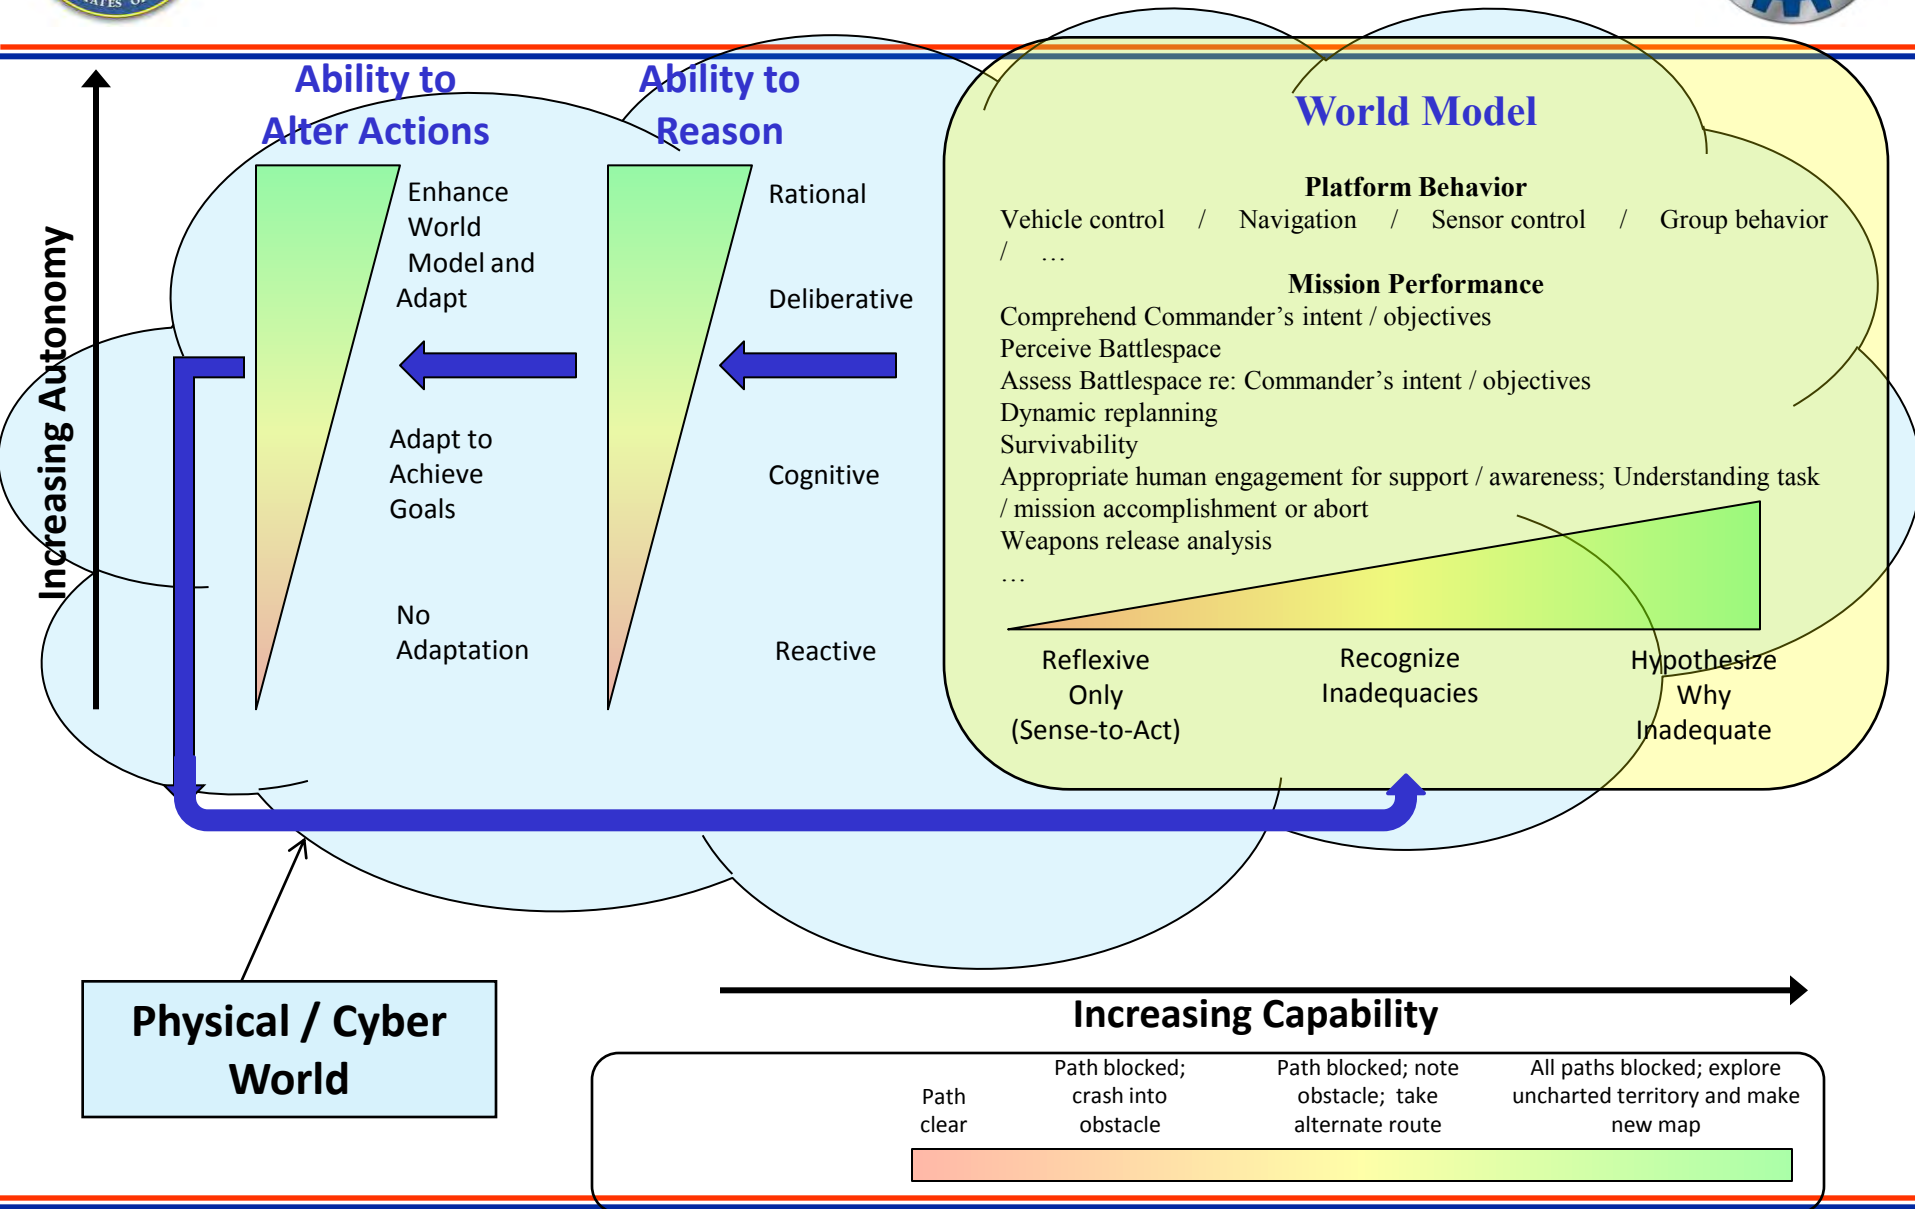 ATES O
Ability to
Alter Actions
Ability to
Reason
World Model
Increasing Autonomy
Enhance
World
Model and
Adapt
Adapt to
Achieve
Goals
No
Adaptation
Rational
Deliberative
Cognitive
Reactive
Platform Behavior
Vehicle control / Navigation / Sensor control / Group behavior
/ …
Mission Performance
Comprehend Commander’s intent / objectives
Perceive Battlespace
Assess Battlespace re: Commander’s intent / objectives
Dynamic replanning
Survivability
Appropriate human engagement for support / awareness; Understanding task
/ mission accomplishment or abort
Weapons release analysis
…
Reflexive
Only
(Sense-to-Act)
Recognize
Inadequacies
Hypothesize
Why
Inadequate
Physical / Cyber
World
Increasing Capability
Path
clear
Path blocked;
crash into
obstacle
Path blocked; note
obstacle; take
alternate route
All paths blocked; explore
uncharted territory and make
new map